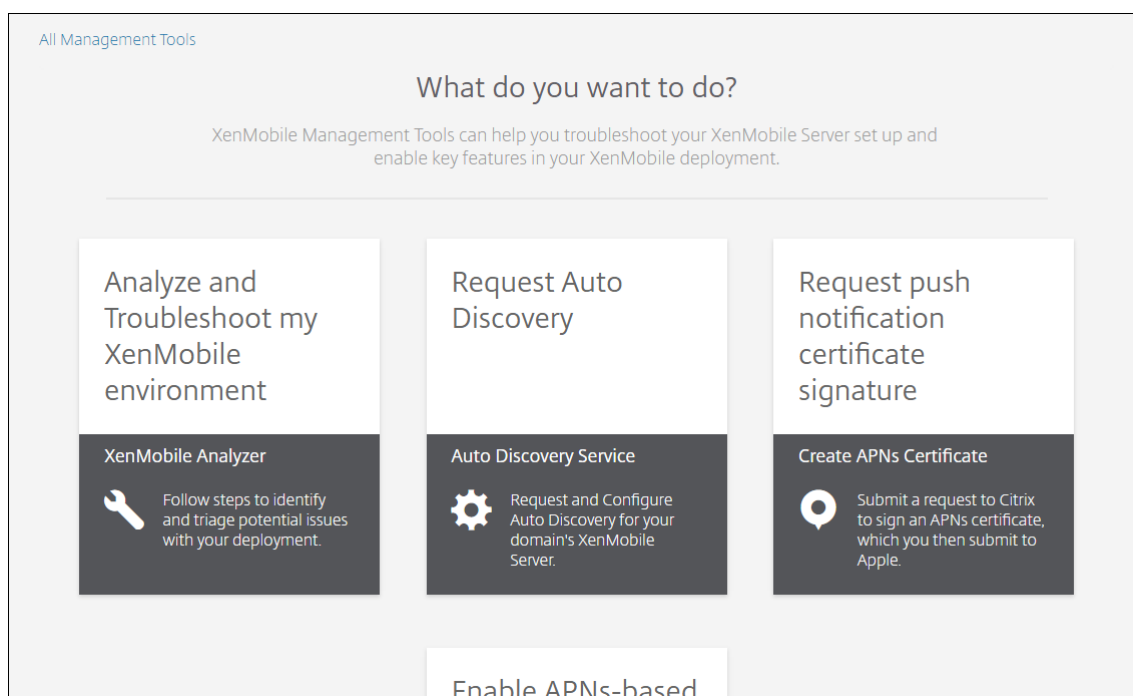 All Management Tools
What do you want to do?
XenMobile Management Tools can help you troubleshoot your XenMobile Server set up and
enable key features in your XenMobile deployment.
Analyze and
Troubleshoot my
XenMobile
environment
XenMobile Analyzer
Follow steps to identify
and triage potential issues
with your deployment.
Request Auto
Discovery
Auto Discovery Service
Request and Configure
Auto Discovery for your
domain's XenMobile
Server.
Request push
notification
certificate
signature
Create APNs Certificate
Submit a request to Citrix
to sign an APNs certificate,
which you then submit to
Apple.
Enable APNs-based